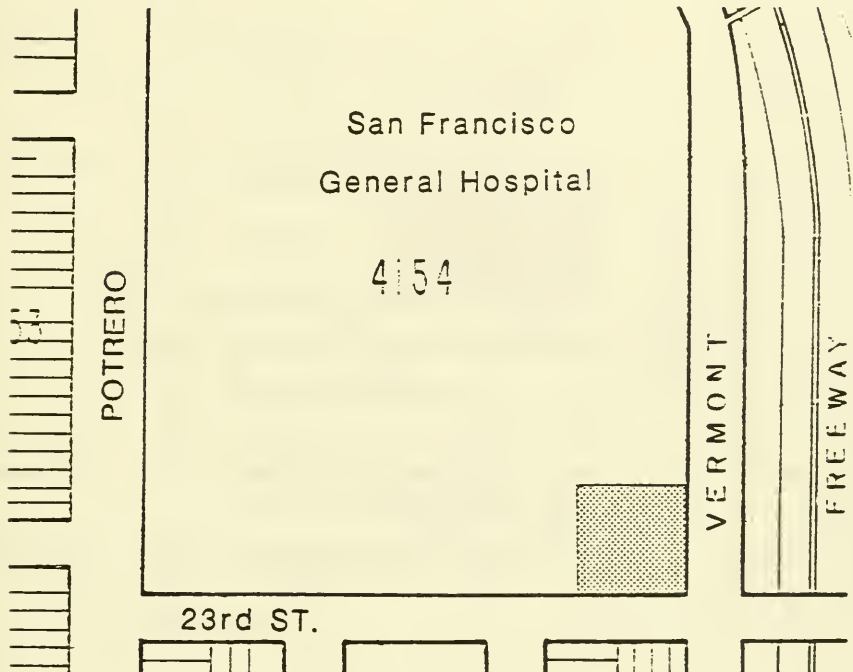 San Francisco
General Hospital
4154
POTRERO
VERMONT
FREEWAY
23rd ST.